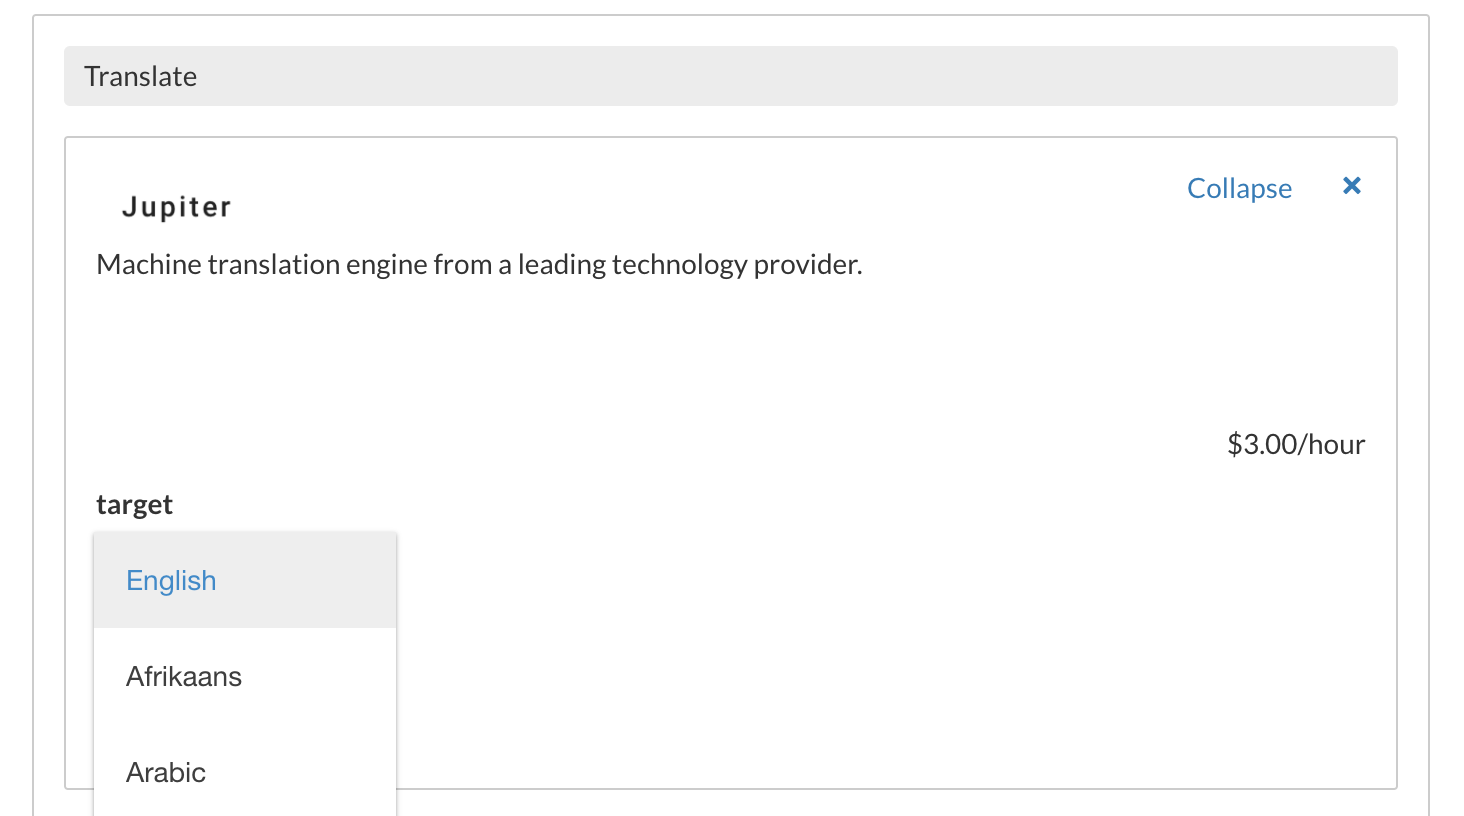 Translate
Collapse ×
Jupiter
Machine translation engine from a leading technology provider.
$3.00/hour
target
English
Afrikaans
Arabic